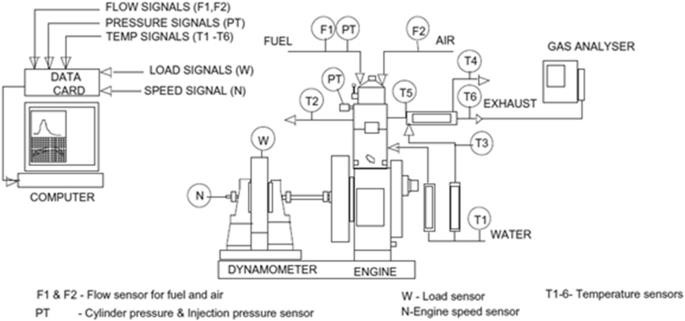 FLOW SIGNALS (F1,F2)
PRESSURE SIGNALS (PT)
TEMP SIGNALS (T1 -T6)
LOAD SIGNALS (W)
SPEED SIGNAL (N)
DATA
CARD
COMPUTER
FUEL
F1
PT
F2
AIR
PT
T2
T5
T4
T6
EXHAUST
GAS ANALYSER
T3
W
N
T1
WATER
DYNAMOMETER
ENGINE
F1 & F2 - Flow sensor for fuel and air
W - Load sensor
T1-6- Temperature sensors
PT - Cylinder pressure & Injection pressure sensor
N-Engine speed sensor